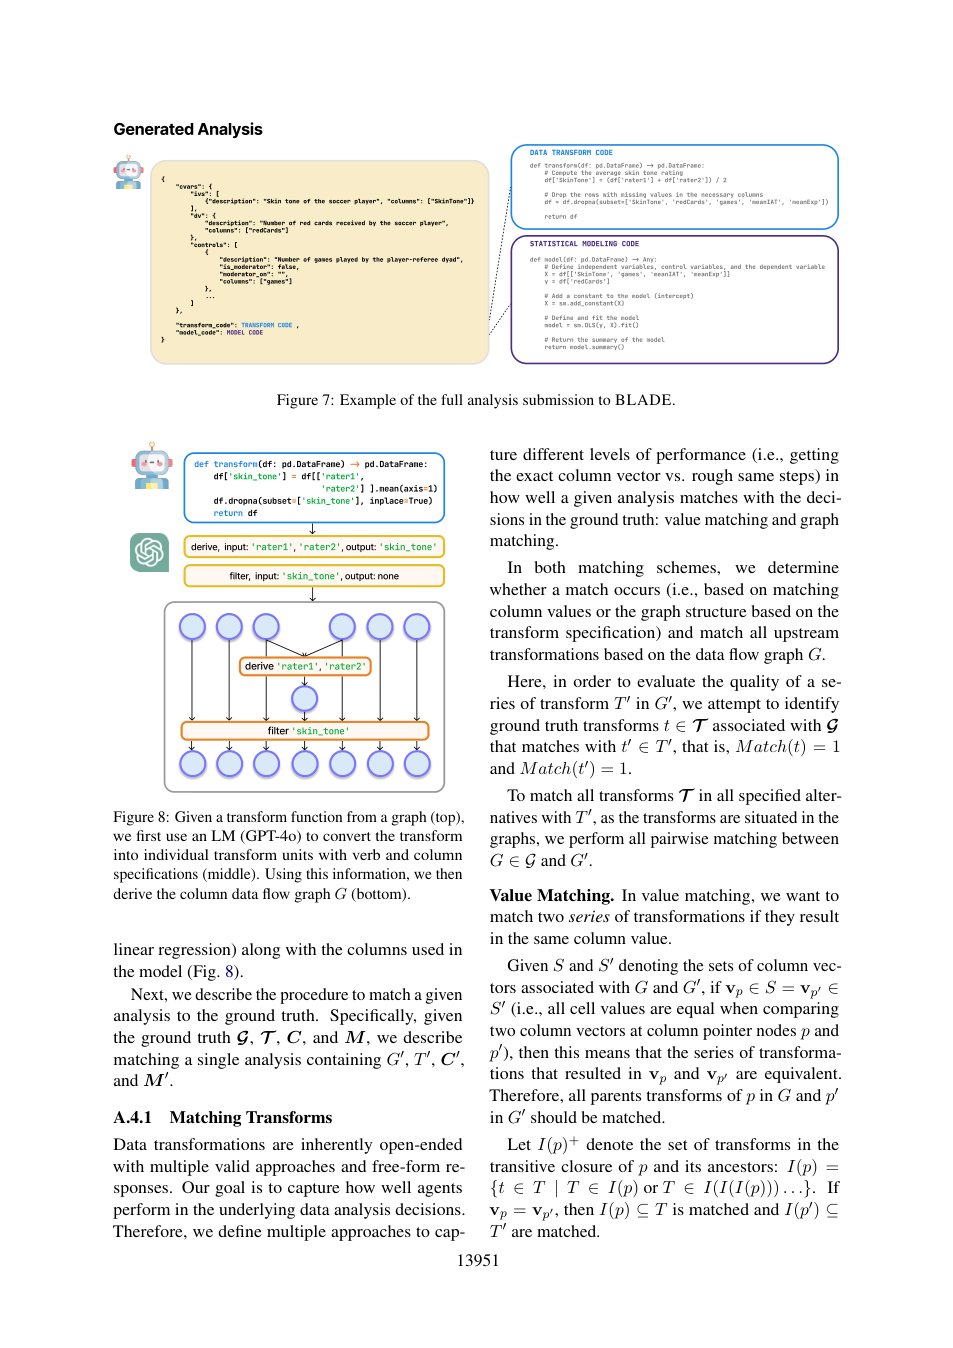 Generated Analysis
{
"cvars": {
"ivs": [
{"description": "Skin tone of the soccer player", "columns": ["SkinTone"]}
],
"dv": {
"description": "Number of red cards received by the soccer player",
"columns": ["redCards"]
},
"controls": [
{
"description": "Number of games played by the player-referee dyad",
"is_moderator": false,
"moderator_on": "",
"columns": ["games"]
},
...
]
},
"transform_code": TRANSFORM CODE ,
"model_code": MODEL CODE
}
DATA TRANSFORM CODE
def transform(df: pd.DataFrame) → pd.DataFrame:
# Compute the average skin tone rating
df['SkinTone'] = (df['rater1'] + df['rater2']) / 2
# Drop the rows with missing values in the necessary columns
df = df.dropna(subset=['SkinTone', 'redCards', 'games', 'meanIAT', 'meanExp'])
return df
STATISTICAL MODELING CODE
def model(df: pd.DataFrame) → Any:
# Define independent variables, control variables, and the dependent variable
X = df[['SkinTone', 'games', 'meanIAT', 'meanExp']]
y = df['redCards']
# Add a constant to the model (intercept)
X = sm.add_constant(X)
# Define and fit the model
model = sm.OLS(y, X).fit()
# Return the summary of the model
return model.summary()
Figure 7: Example of the full analysis submission to BLADE.
def transform(df: pd.DataFrame) → pd.DataFrame:
df['skin_tone'] = df[['rater1',
'rater2'] ].mean(axis=1)
df.dropna(subset=['skin_tone'], inplace=True)
return df
derive, input: 'rater1', 'rater2', output: 'skin_tone'
filter, input: 'skin_tone', output: none
derive 'rater1', 'rater2'
filter 'skin_tone'
Figure 8: Given a transform function from a graph (top),
we first use an LM (GPT-4o) to convert the transform
into individual transform units with verb and column
specifications (middle). Using this information, we then
derive the column data flow graph G (bottom).
linear regression) along with the columns used in
the model (Fig. 8).
Next, we describe the procedure to match a given
analysis to the ground truth. Specifically, given
the ground truth 𝓖, 𝓣, C, and M, we describe
matching a single analysis containing G′, T′, C′,
and M′.
A.4.1 Matching Transforms
Data transformations are inherently open-ended
with multiple valid approaches and free-form re-
sponses. Our goal is to capture how well agents
perform in the underlying data analysis decisions.
Therefore, we define multiple approaches to cap-
ture different levels of performance (i.e., getting
the exact column vector vs. rough same steps) in
how well a given analysis matches with the deci-
sions in the ground truth: value matching and graph
matching.
In both matching schemes, we determine
whether a match occurs (i.e., based on matching
column values or the graph structure based on the
transform specification) and match all upstream
transformations based on the data flow graph G.
Here, in order to evaluate the quality of a se-
ries of transform T′ in G′, we attempt to identify
ground truth transforms t ∈ 𝓣 associated with 𝓖
that matches with t′ ∈ T′, that is, Match(t) = 1
and Match(t′) = 1.
To match all transforms 𝓣 in all specified alter-
natives with T′, as the transforms are situated in the
graphs, we perform all pairwise matching between
G ∈ 𝒢 and G′.
Value Matching. In value matching, we want to
match two series of transformations if they result
in the same column value.
Given S and S′ denoting the sets of column vec-
tors associated with G and G′, if vₚ ∈ S = vₚ′ ∈
S′ (i.e., all cell values are equal when comparing
two column vectors at column pointer nodes p and
p′), then this means that the series of transforma-
tions that resulted in vₚ and vₚ′ are equivalent.
Therefore, all parents transforms of p in G and p′
in G′ should be matched.
Let I(p)⁺ denote the set of transforms in the
transitive closure of p and its ancestors: I(p) =
{t ∈ T | T ∈ I(p) or T ∈ I(I(I(p))) . . .}. If
vₚ = vₚ′, then I(p) ⊆ T is matched and I(p′) ⊆
T′ are matched.
13951